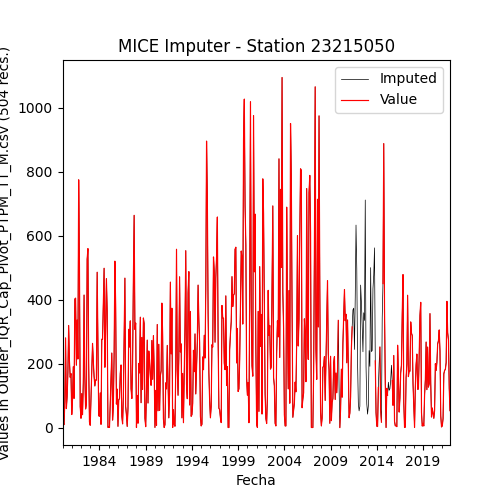 MICE Imputer - Station 23215050
Imputed
Value
Values in Outlier_IQR_Cap_Pivot_PTPM_TT_M.csv (504 recs.)
1000
800
600
400
200
0
1984 1989 1994 1999 2004 2009 2014 2019
Fecha